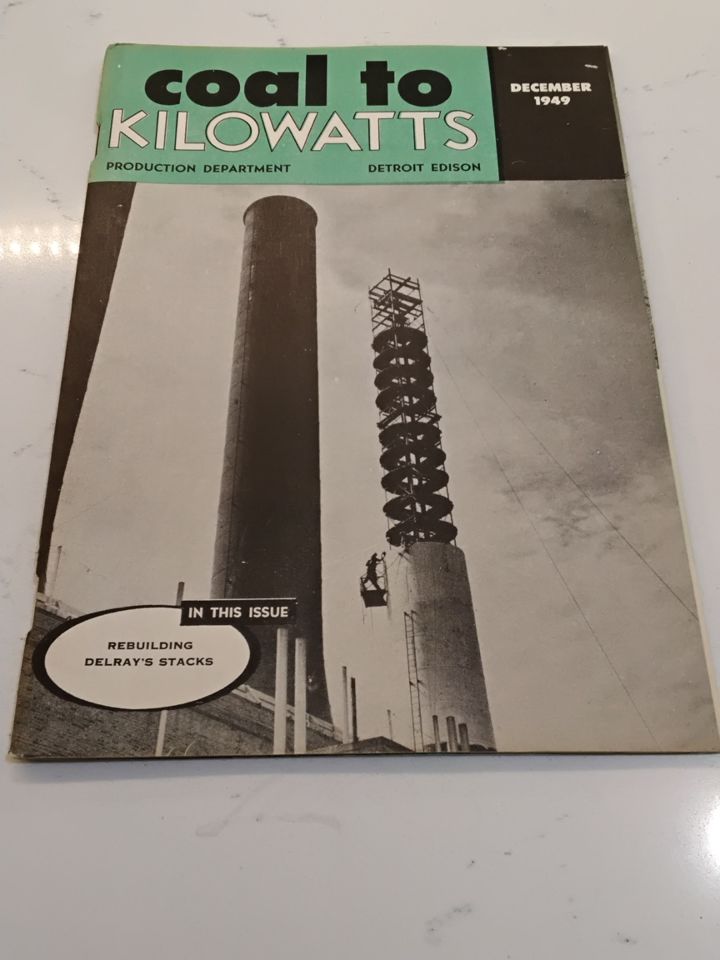 coal to
KILOWATTS
PRODUCTION DEPARTMENT DETROIT EDISON
DECEMBER
1949
IN THIS ISSUE
REBUILDING
DELRAY'S STACKS